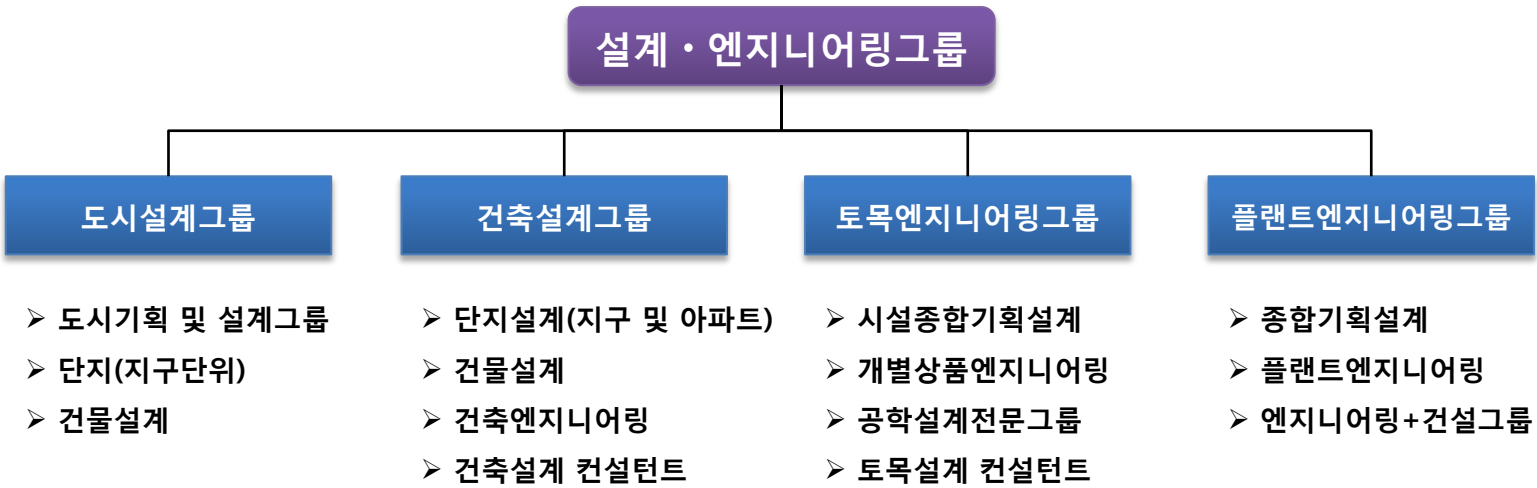 설계・엔지니어링그룹
도시설계그룹
건축설계그룹
토목엔지니어링그룹
플랜트엔지니어링그룹
➢ 도시기획 및 설계그룹
➢ 단지(지구단위)
➢ 건물설계
➢ 단지설계(지구 및 아파트)
➢ 건물설계
➢ 건축엔지니어링
➢ 건축설계 컨설턴트
➢ 시설종합기획설계
➢ 개별상품엔지니어링
➢ 공학설계전문그룹
➢ 토목설계 컨설턴트
➢ 종합기획설계
➢ 플랜트엔지니어링
➢ 엔지니어링+건설그룹